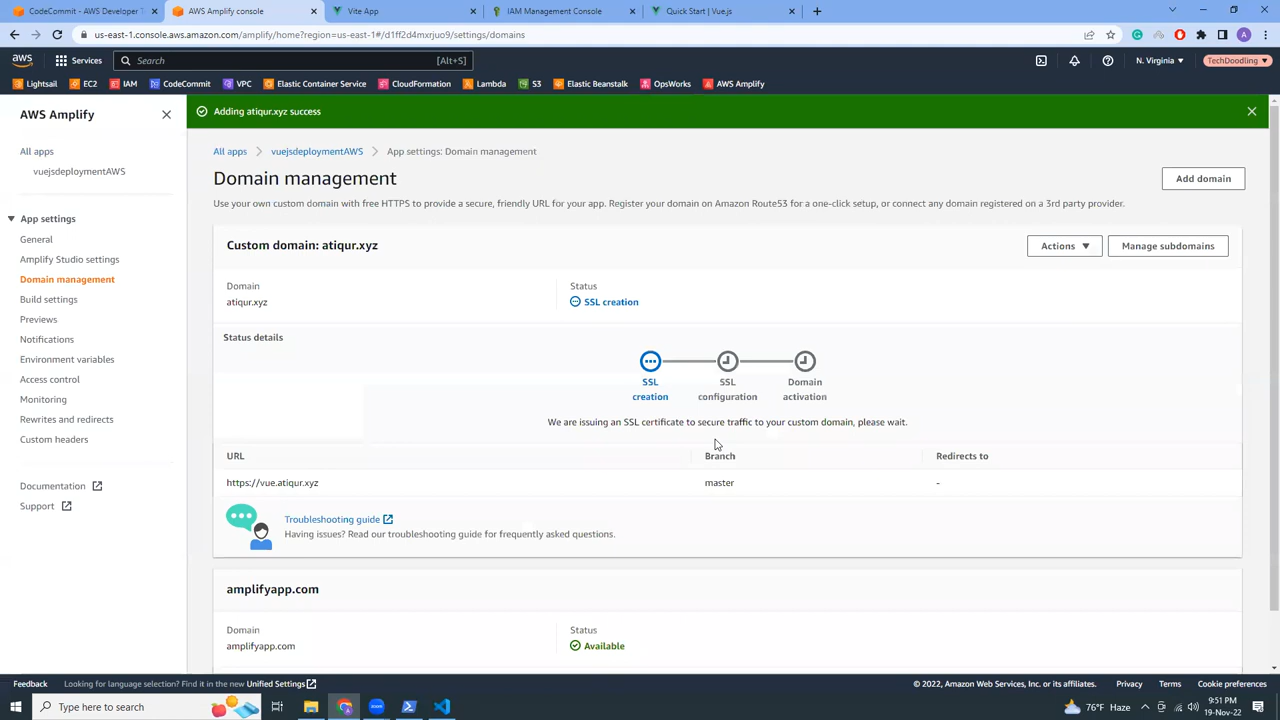 CodeCommit - AWS Developer T
AWS Amplify console
Vite App
IAM Management Console
Quick Start | Vue.js
us-east-1.console.aws.amazon.com/amplify/home?region=us-east-1#/d1ff2d4mxrjuo9/settings/domains
A
aws
Services
Search
[Alt+S]
N. Virginia
TechDoodling
Lightsail
EC2
IAM
CodeCommit
VPC
Elastic Container Service
CloudFormation
Lambda
S3
Elastic Beanstalk
OpsWorks
AWS Amplify
AWS Amplify
All apps
vuejsdeploymentAWS
App settings
General
Amplify Studio settings
Domain management
Build settings
Previews
Notifications
Environment variables
Access control
Monitoring
Rewrites and redirects
Custom headers
Documentation
Support
Adding atiqur.xyz success
All apps > vuejsdeploymentAWS > App settings: Domain management
Domain management
Add domain
Use your own custom domain with free HTTPS to provide a secure, friendly URL for your app. Register your domain on Amazon Route53 for a one-click setup, or connect any domain registered on a 3rd party provider.
Custom domain: atiqur.xyz
Actions
Manage subdomains
Domain
atiqur.xyz
Status
SSL creation
Status details
SSL creation
SSL configuration
Domain activation
We are issuing an SSL certificate to secure traffic to your custom domain, please wait.
URL
Branch
Redirects to
https://vue.atiqur.xyz
master
-
Troubleshooting guide
Having issues? Read our troubleshooting guide for frequently asked questions.
amplifyapp.com
Domain
amplifyapp.com
Status
Available
Feedback
Looking for language selection? Find it in the new Unified Settings
© 2022, Amazon Web Services, Inc. or its affiliates.
Privacy
Terms
Cookie preferences
Type here to search
76°F Haze
9:51 PM
19-Nov-22